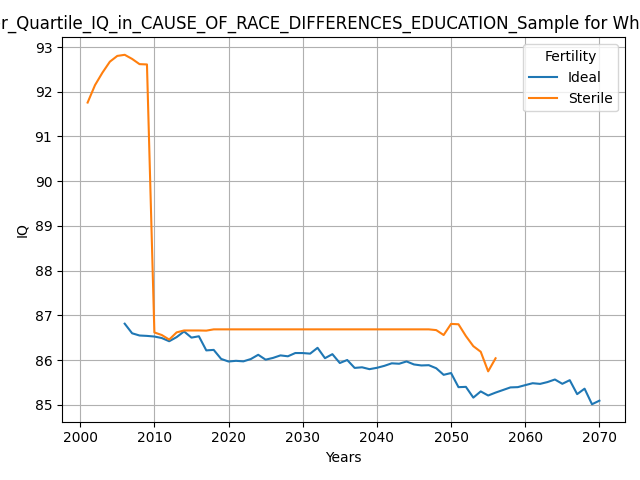 r_Quartile_IQ_in_CAUSE_OF_RACE_DIFFERENCES_EDUCATION_Sample for Wh
93
92
91
90
89
88
87
86
85
IQ
Fertility
Ideal
Sterile
2000 2010 2020 2030 2040 2050 2060 2070
Years